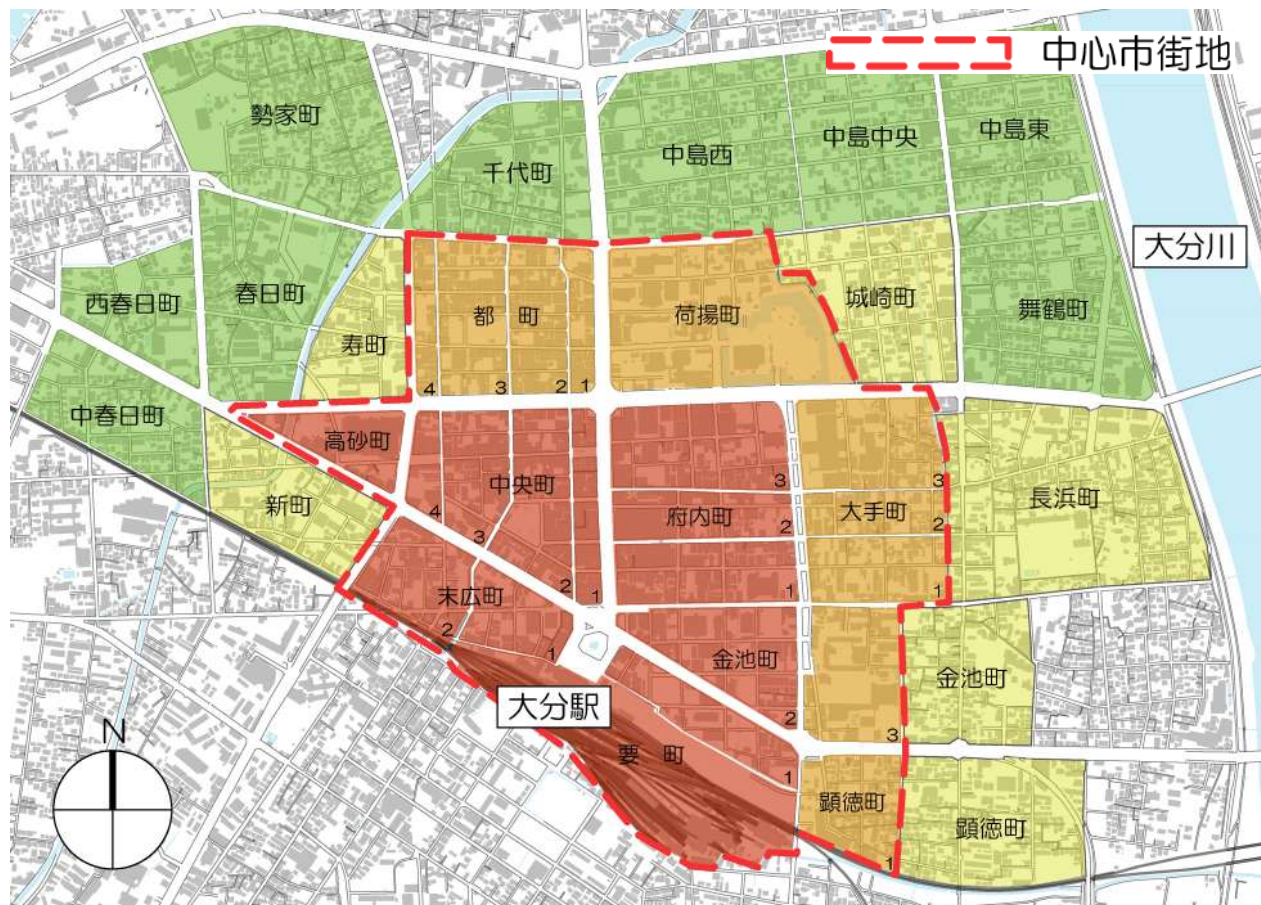 中心市街地
勢家町
千代町
中島西
中島中央
中島東
大分川
西春日町
春日町
寿町
都 町
荷揚町
城崎町
舞鶴町
4
3
2
1
中春日町
高砂町
新町
中央町
4
3
2
1
府内町
3
2
1
大手町
3
2
1
長浜町
末広町
2
1
金池町
2
1
3
金池町
大分駅
要 町
顕徳町
1
顕徳町
N